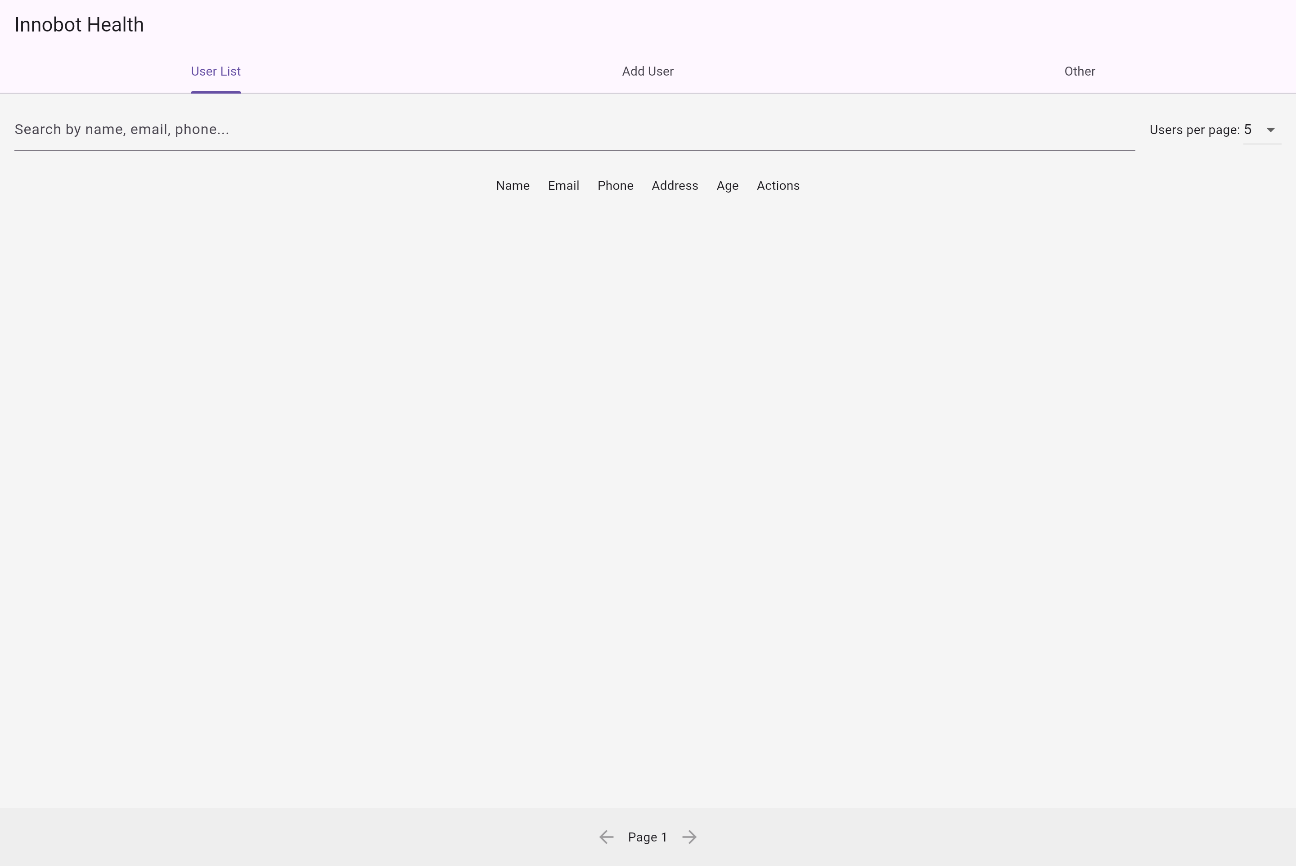 Innobot Health
User List Add User Other
Search by name, email, phone... Users per page: 5
Name Email Phone Address Age Actions
Page 1